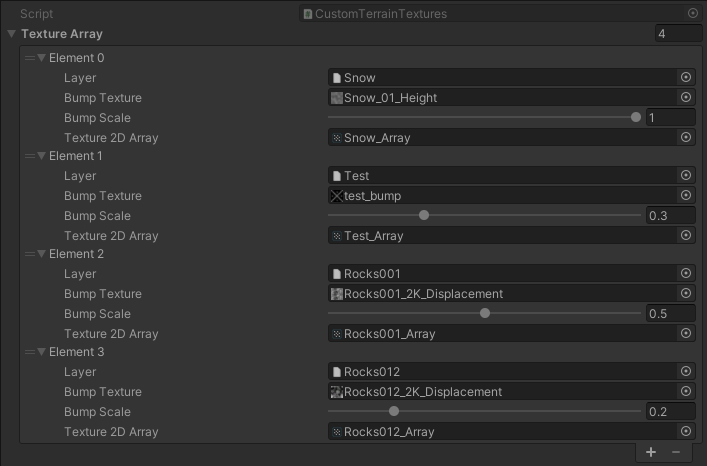 Script CustomTerrainTextures
Texture Array 4
Element 0
Layer Snow
Bump Texture Snow_01_Height
Bump Scale 1
Texture 2D Array Snow_Array
Element 1
Layer Test
Bump Texture test_bump
Bump Scale 0.3
Texture 2D Array Test_Array
Element 2
Layer Rocks001
Bump Texture Rocks001_2K_Displacement
Bump Scale 0.5
Texture 2D Array Rocks001_Array
Element 3
Layer Rocks012
Bump Texture Rocks012_2K_Displacement
Bump Scale 0.2
Texture 2D Array Rocks012_Array
+ −